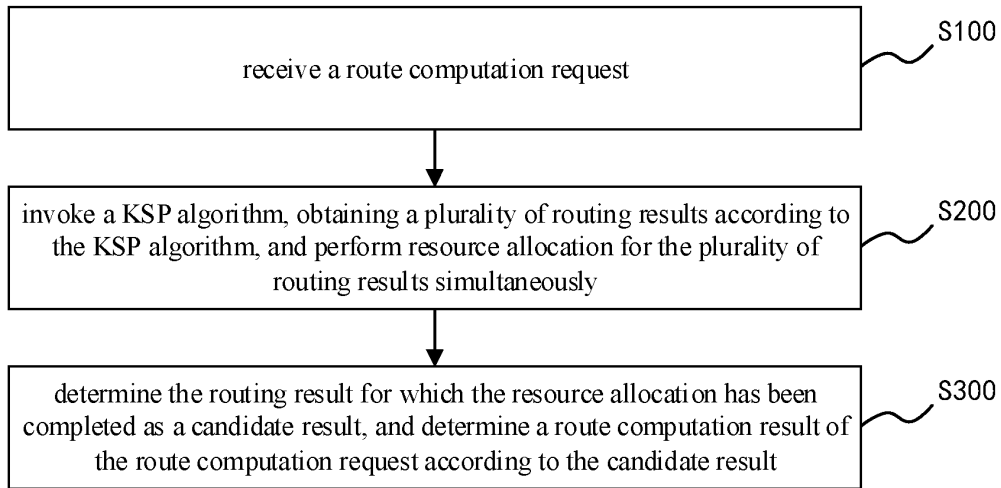 receive a route computation request
S100
invoke a KSP algorithm, obtaining a plurality of routing results according to
the KSP algorithm, and perform resource allocation for the plurality of
routing results simultaneously
S200
determine the routing result for which the resource allocation has been
completed as a candidate result, and determine a route computation result of
the route computation request according to the candidate result
S300